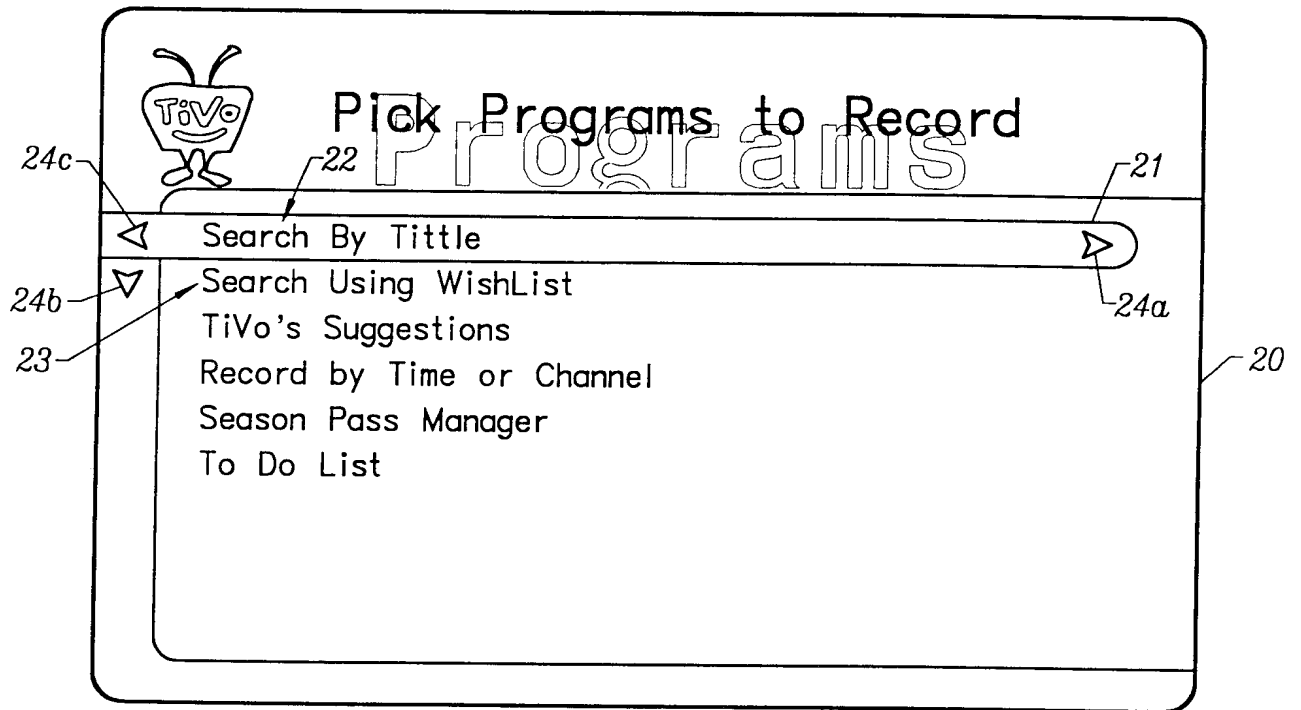 TiVo
Pick Programs to Record
Programs
24c
22
21
Search By Tittle
24b
Search Using WishList
24a
23
TiVo's Suggestions
Record by Time or Channel
20
Season Pass Manager
To Do List